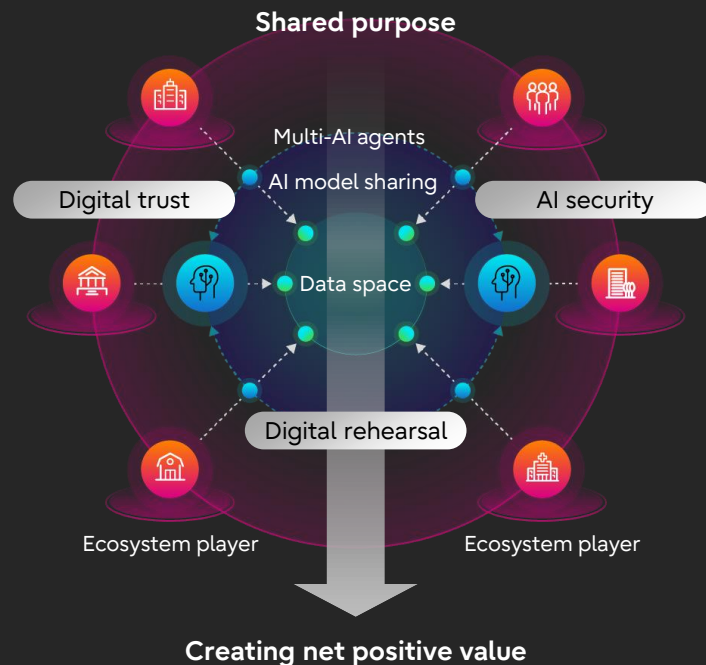 Shared purpose
Multi-AI agents
AI model sharing
Digital trust
AI security
Data space
Digital rehearsal
Ecosystem player
Ecosystem player
Creating net positive value